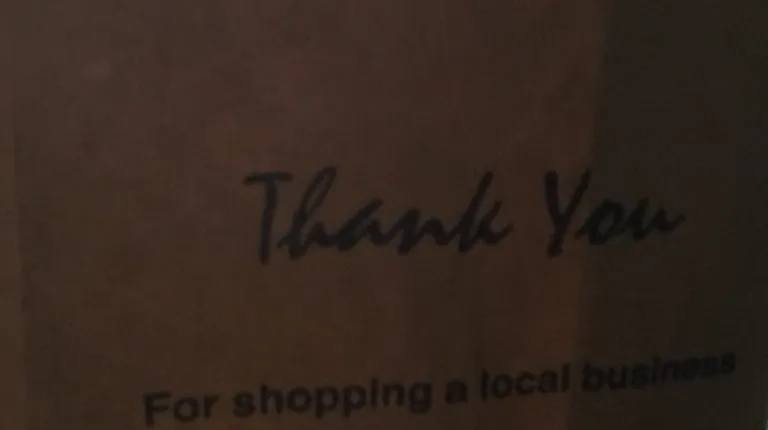 Thank You
For shopping a local business